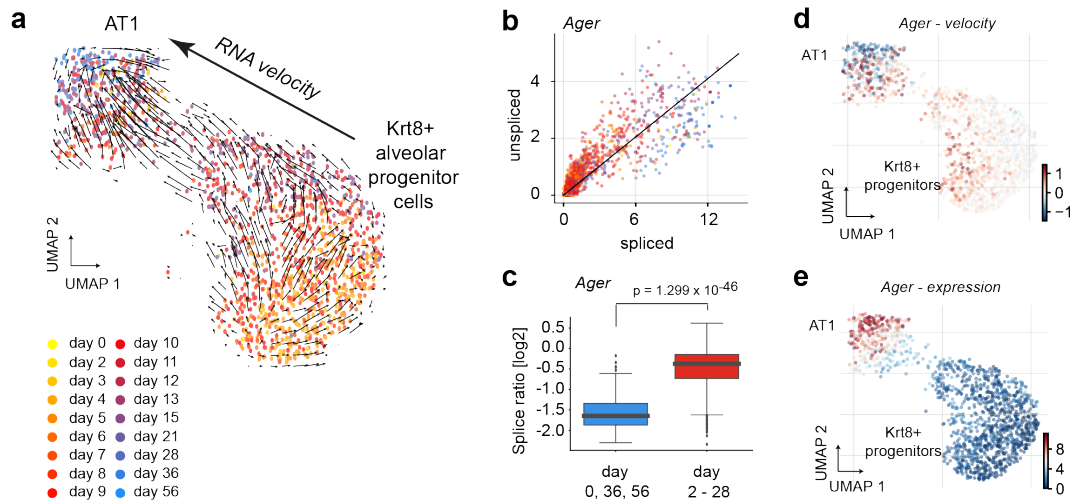 a
AT1
RNA velocity
Krt8+
alveolar
progenitor
cells
UMAP 2
UMAP 1
day 0
day 2
day 3
day 4
day 5
day 6
day 7
day 8
day 9
day 10
day 11
day 12
day 13
day 15
day 21
day 28
day 36
day 56
b
Ager
unspliced
4
2
0
0
6
12
spliced
c
Ager
p = 1.299 x 10-46
Splice ratio [log2]
0.5
0.0
-0.5
-1.0
-1.5
-2.0
day
0, 36, 56
day
2 - 28
d
Ager - velocity
AT1
Krt8+
progenitors
UMAP 2
UMAP 1
1
0
−1
e
Ager - expression
AT1
Krt8+
progenitors
UMAP 2
UMAP 1
8
4
0